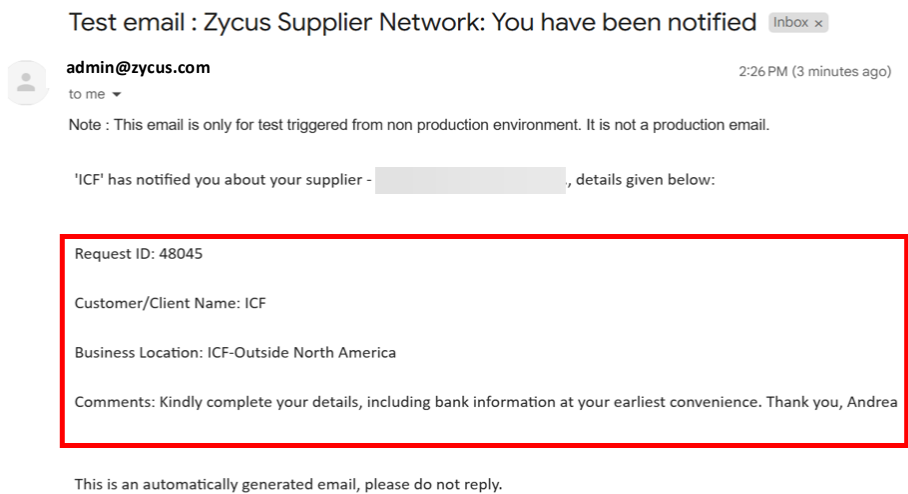 Test email : Zycus Supplier Network: You have been notified Inbox ×
admin@zycus.com 2:26 PM (3 minutes ago)
to me
Note : This email is only for test triggered from non production environment. It is not a production email.
'ICF' has notified you about your supplier - , details given below:
Request ID: 48045
Customer/Client Name: ICF
Business Location: ICF-Outside North America
Comments: Kindly complete your details, including bank information at your earliest convenience. Thank you, Andrea
This is an automatically generated email, please do not reply.